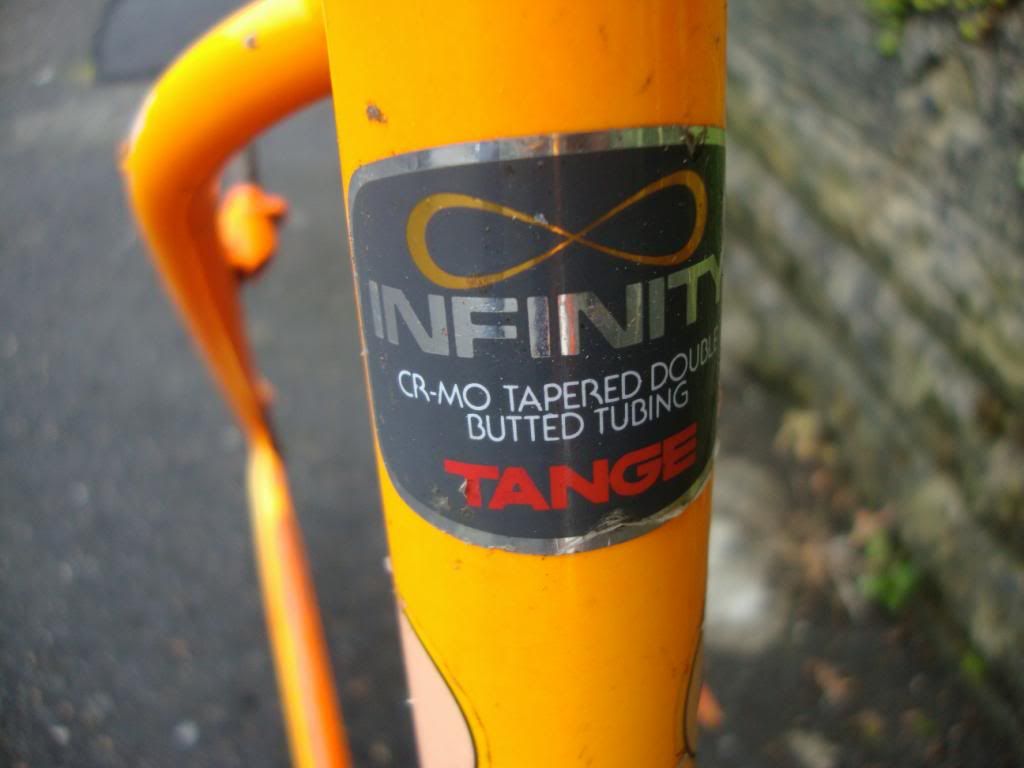 INFINITY
CR-MO TAPERED DOUBLE
BUTTED TUBING
TANGE